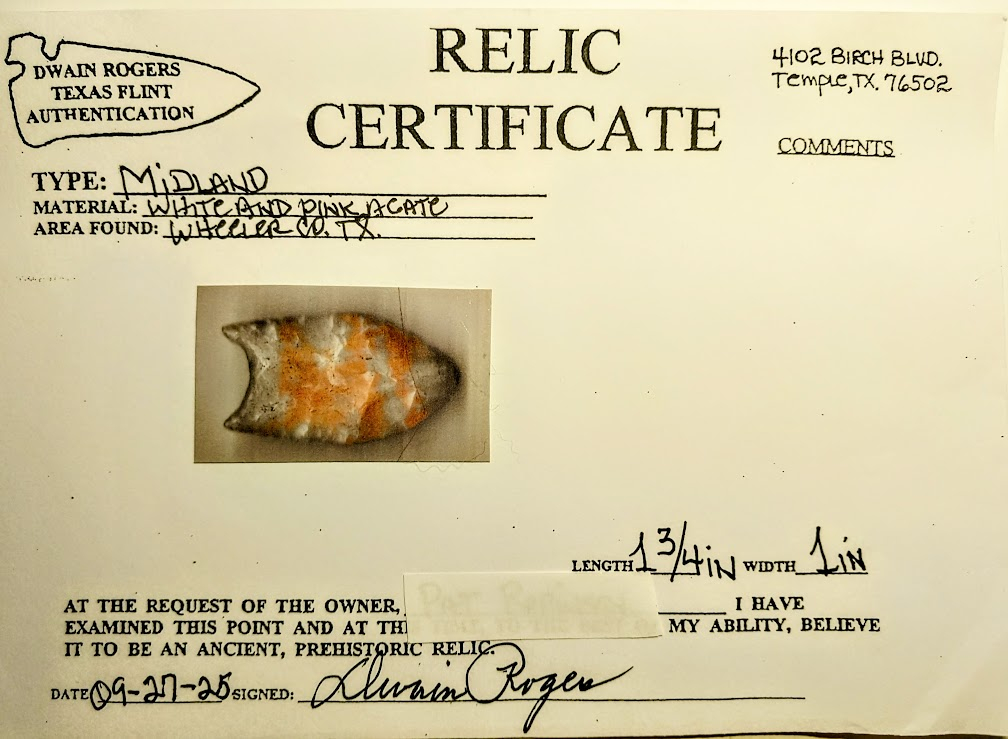 DWAIN ROGERS
TEXAS FLINT
AUTHENTICATION
RELIC
CERTIFICATE
4102 BIRCH BLVD.
Temple, TX. 76502
COMMENTS
TYPE: MIDLAND
MATERIAL: WHITE AND PINK AGATE
AREA FOUND: WHEELER CO. TX.
LENGTH 1 3/4 iN WIDTH 1 iN
AT THE REQUEST OF THE OWNER, I HAVE
EXAMINED THIS POINT AND AT TH MY ABILITY, BELIEVE
IT TO BE AN ANCIENT, PREHISTORIC RELIC.
DATE 09-27-25 SIGNED: Dwain Rogers